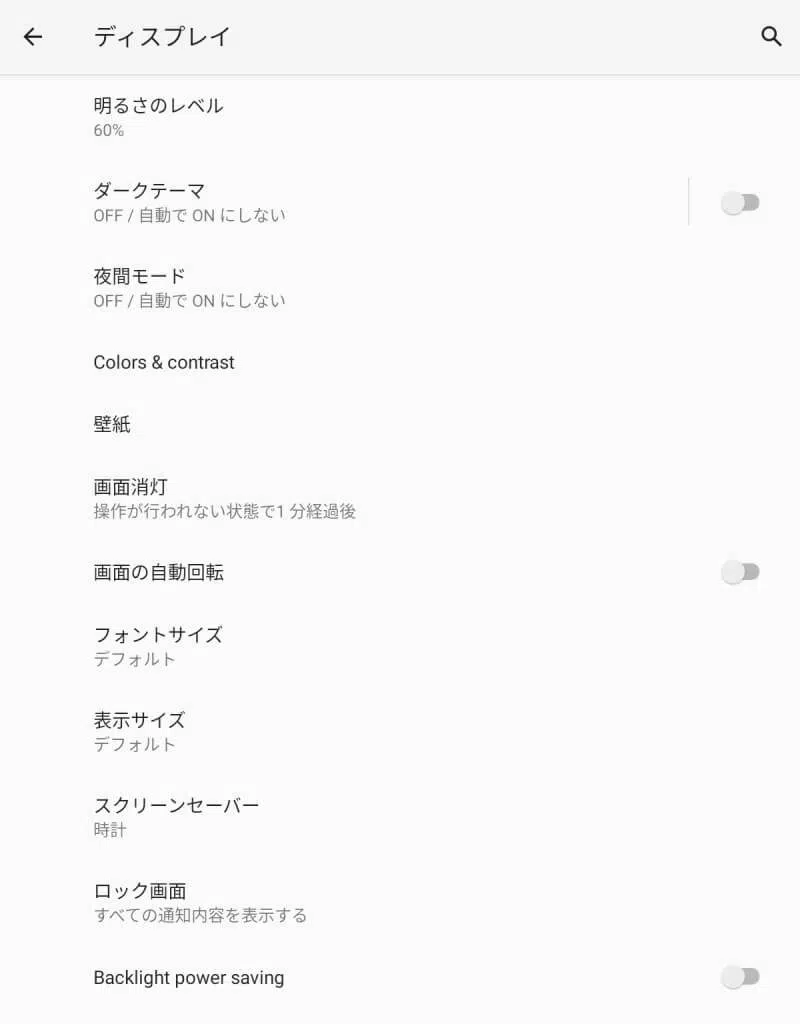 ディスプレイ
明るさのレベル
60%
ダークテーマ
OFF / 自動で ON にしない
夜間モード
OFF / 自動で ON にしない
Colors & contrast
壁紙
画面消灯
操作が行われない状態で1 分経過後
画面の自動回転
フォントサイズ
デフォルト
表示サイズ
デフォルト
スクリーンセーバー
時計
ロック画面
すべての通知内容を表示する
Backlight power saving